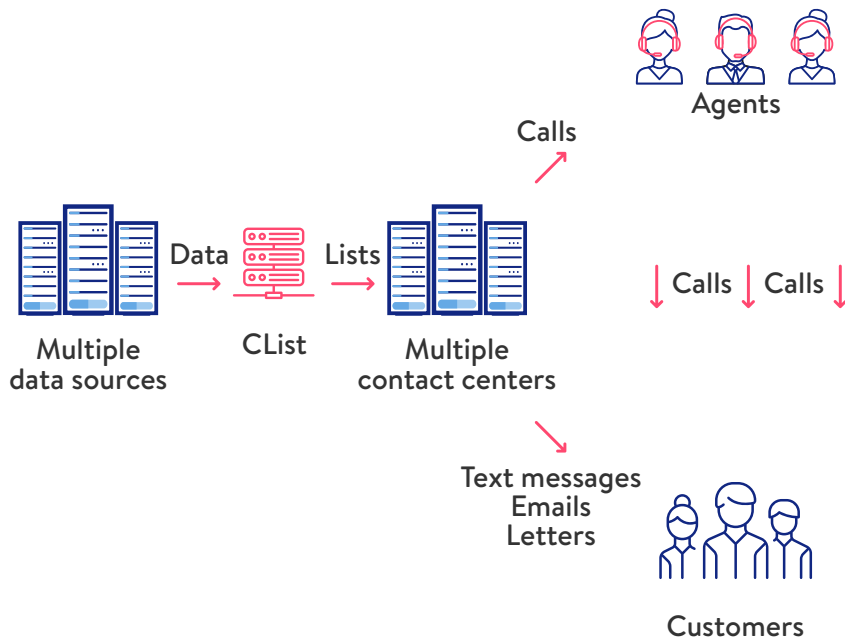 Agents
Calls
Data
Lists
Calls
Calls
CList
Multiple
data sources
Multiple
contact centers
Text messages
Emails
Letters
Customers